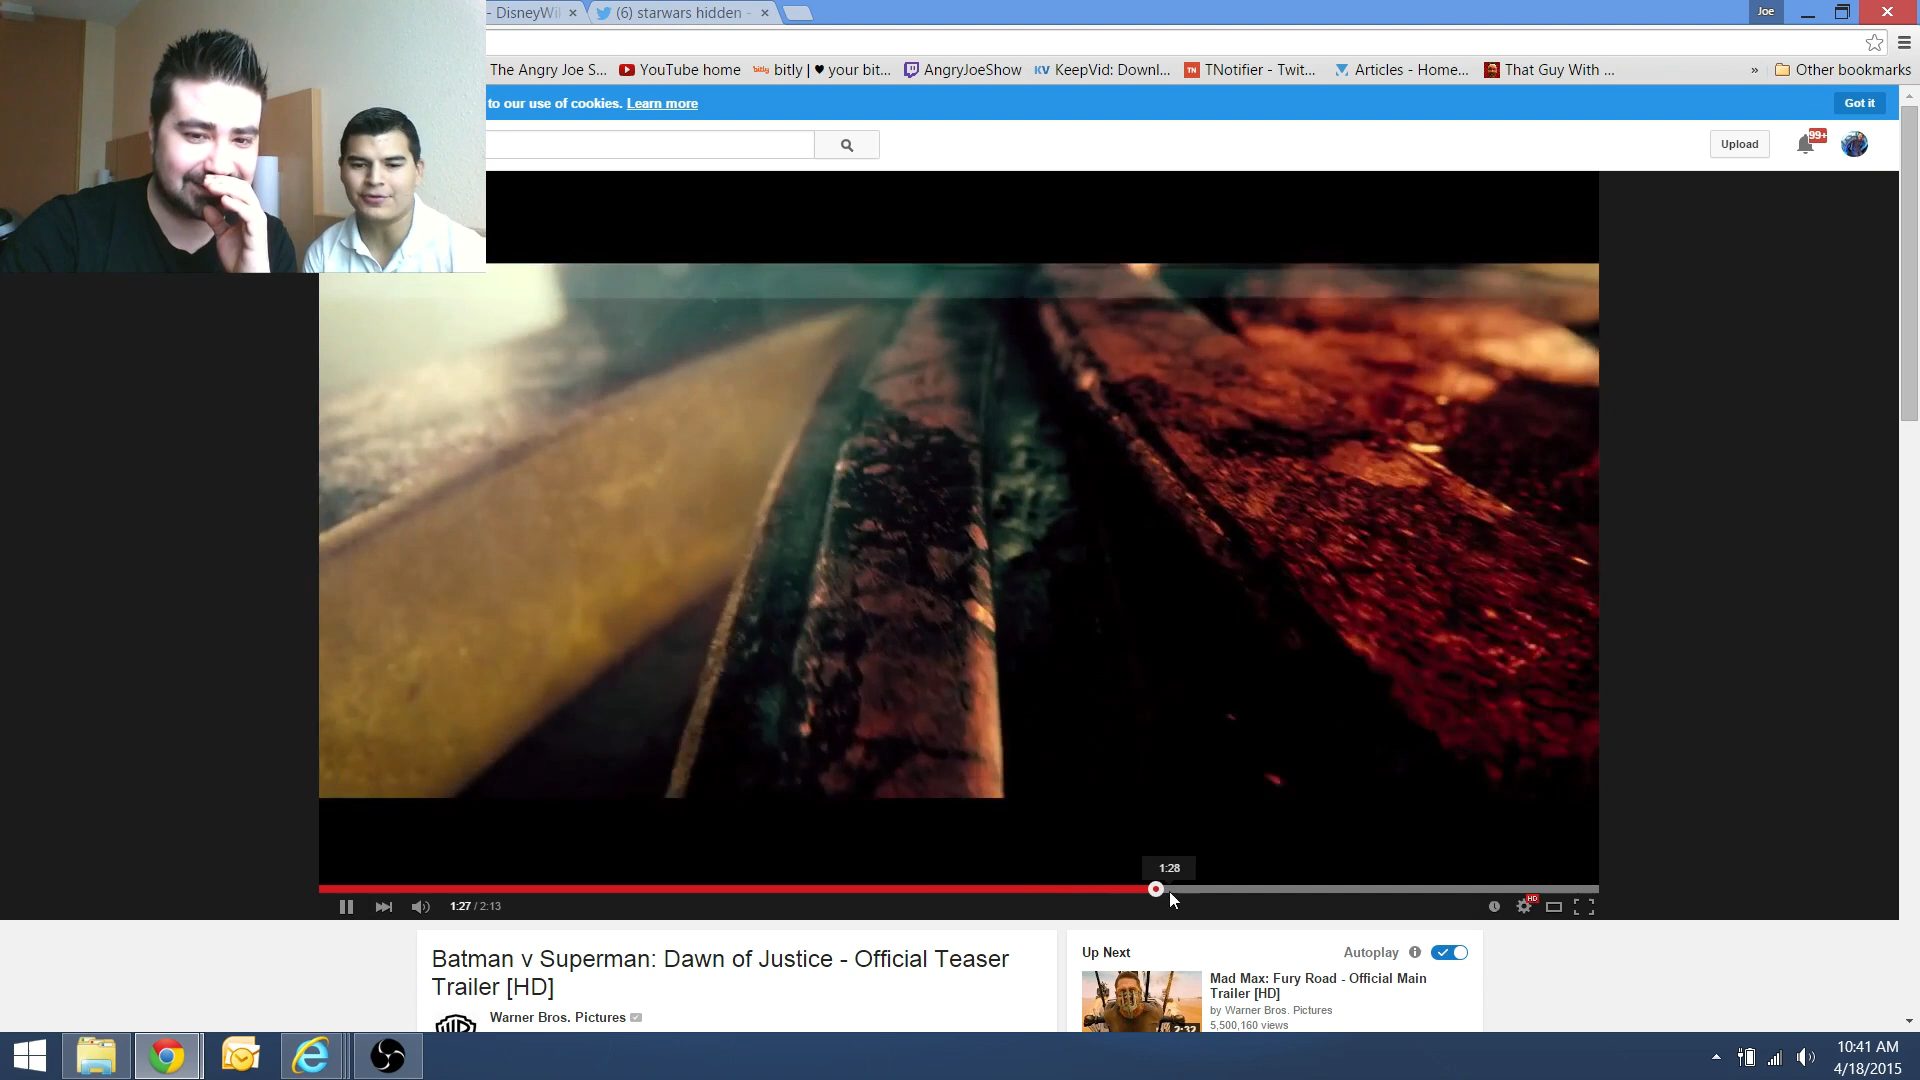 - DisneyWi
(6) starwars hidden -
Joe
The Angry Joe S...
YouTube home
bitly
bitly | ♥ your bit...
AngryJoeShow
KV
KeepVid: Downl...
TN
TNotifier - Twit...
Articles - Home...
That Guy With ...
»
Other bookmarks
to our use of cookies. Learn more
Got it
Upload
99+
1:28
1:27 / 2:13
HD
Batman v Superman: Dawn of Justice - Official Teaser
Trailer [HD]
Warner Bros. Pictures
Up Next
Autoplay
Mad Max: Fury Road - Official Main
Trailer [HD]
by Warner Bros. Pictures
5,500,160 views
2:32
10:41 AM
4/18/2015